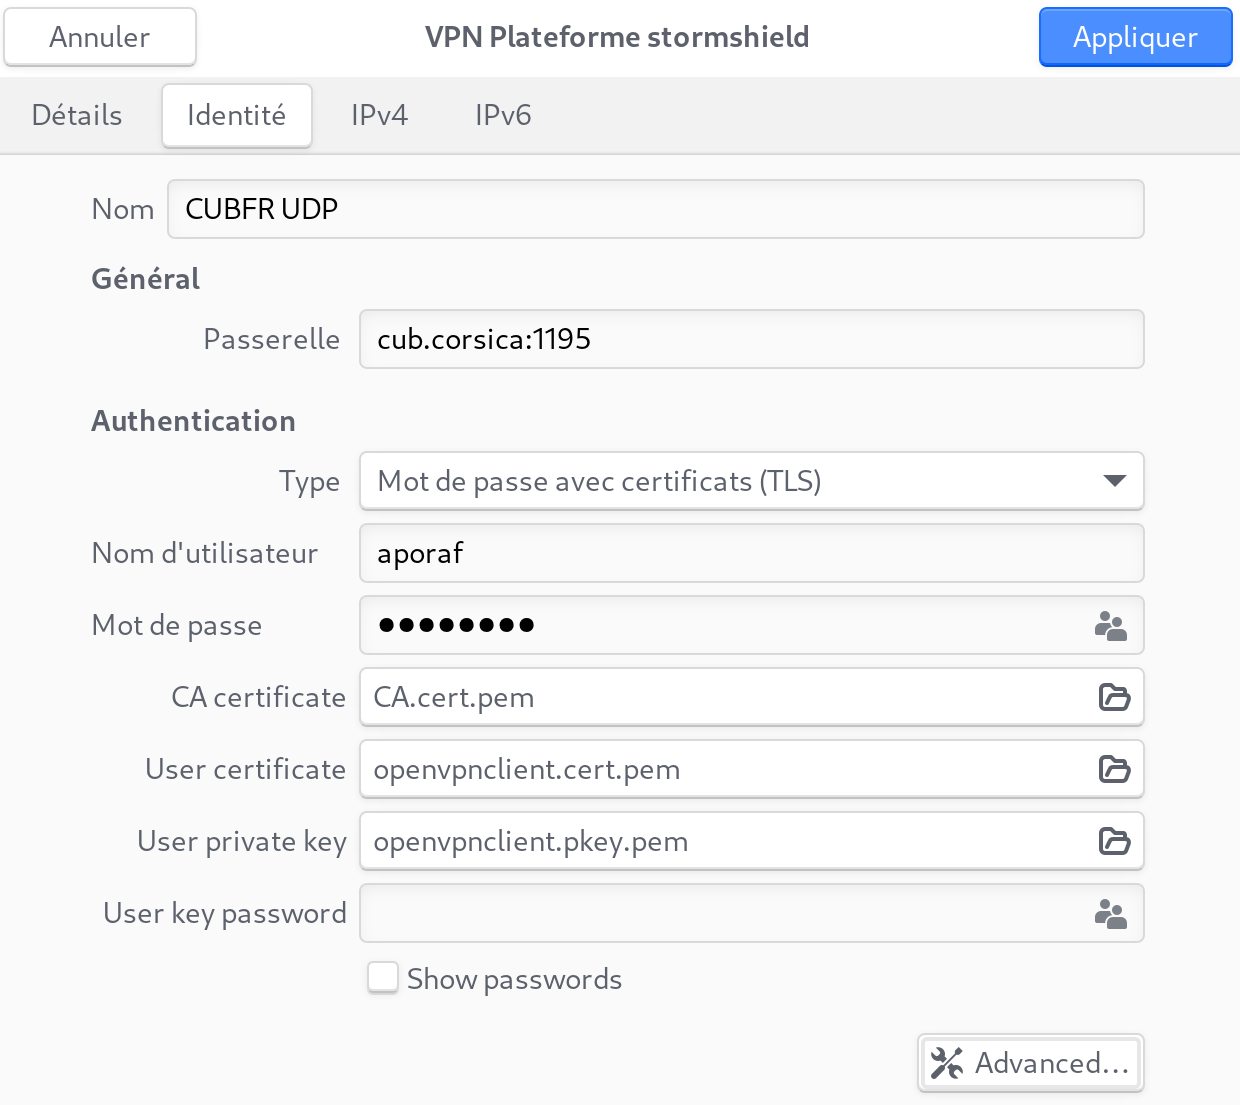 Annuler
VPN Plateforme stormshield
Appliquer
Détails
Identité
IPv4
IPv6
Nom
CUBFR UDP
Général
Passerelle
cub.corsica:1195
Authentication
Type
Mot de passe avec certificats (TLS)
Nom d'utilisateur
aporaf
Mot de passe
●●●●●●●●
CA certificate
CA.cert.pem
User certificate
openvpnclient.cert.pem
User private key
openvpnclient.pkey.pem
User key password
Show passwords
Advanced...